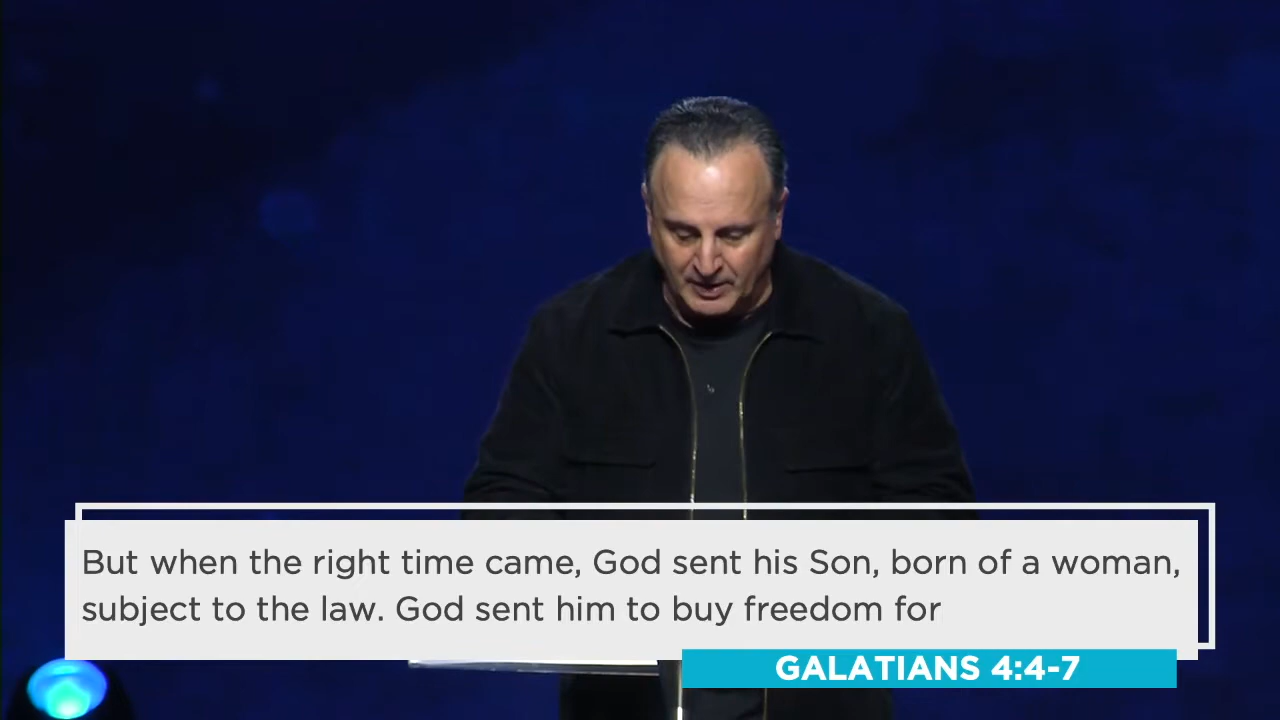 But when the right time came, God sent his Son, born of a woman,
subject to the law. God sent him to buy freedom for
GALATIANS 4:4-7